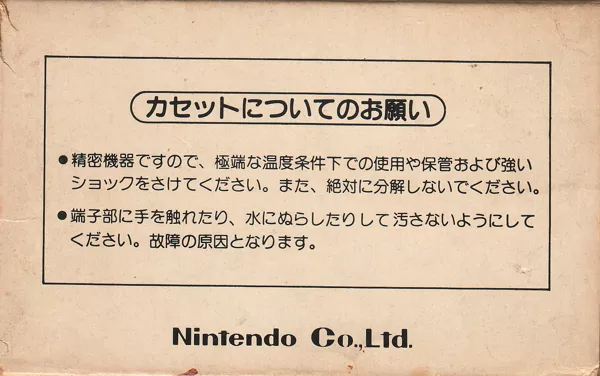 カセットについてのお願い
●精密機器ですので、極端な温度条件下での使用や保管および強い
ショックをさけてください。また、絶対に分解しないでください。
●端子部に手を触れたり、水にぬらしたりして汚さないようにして
ください。故障の原因となります。
Nintendo Co.,Ltd.